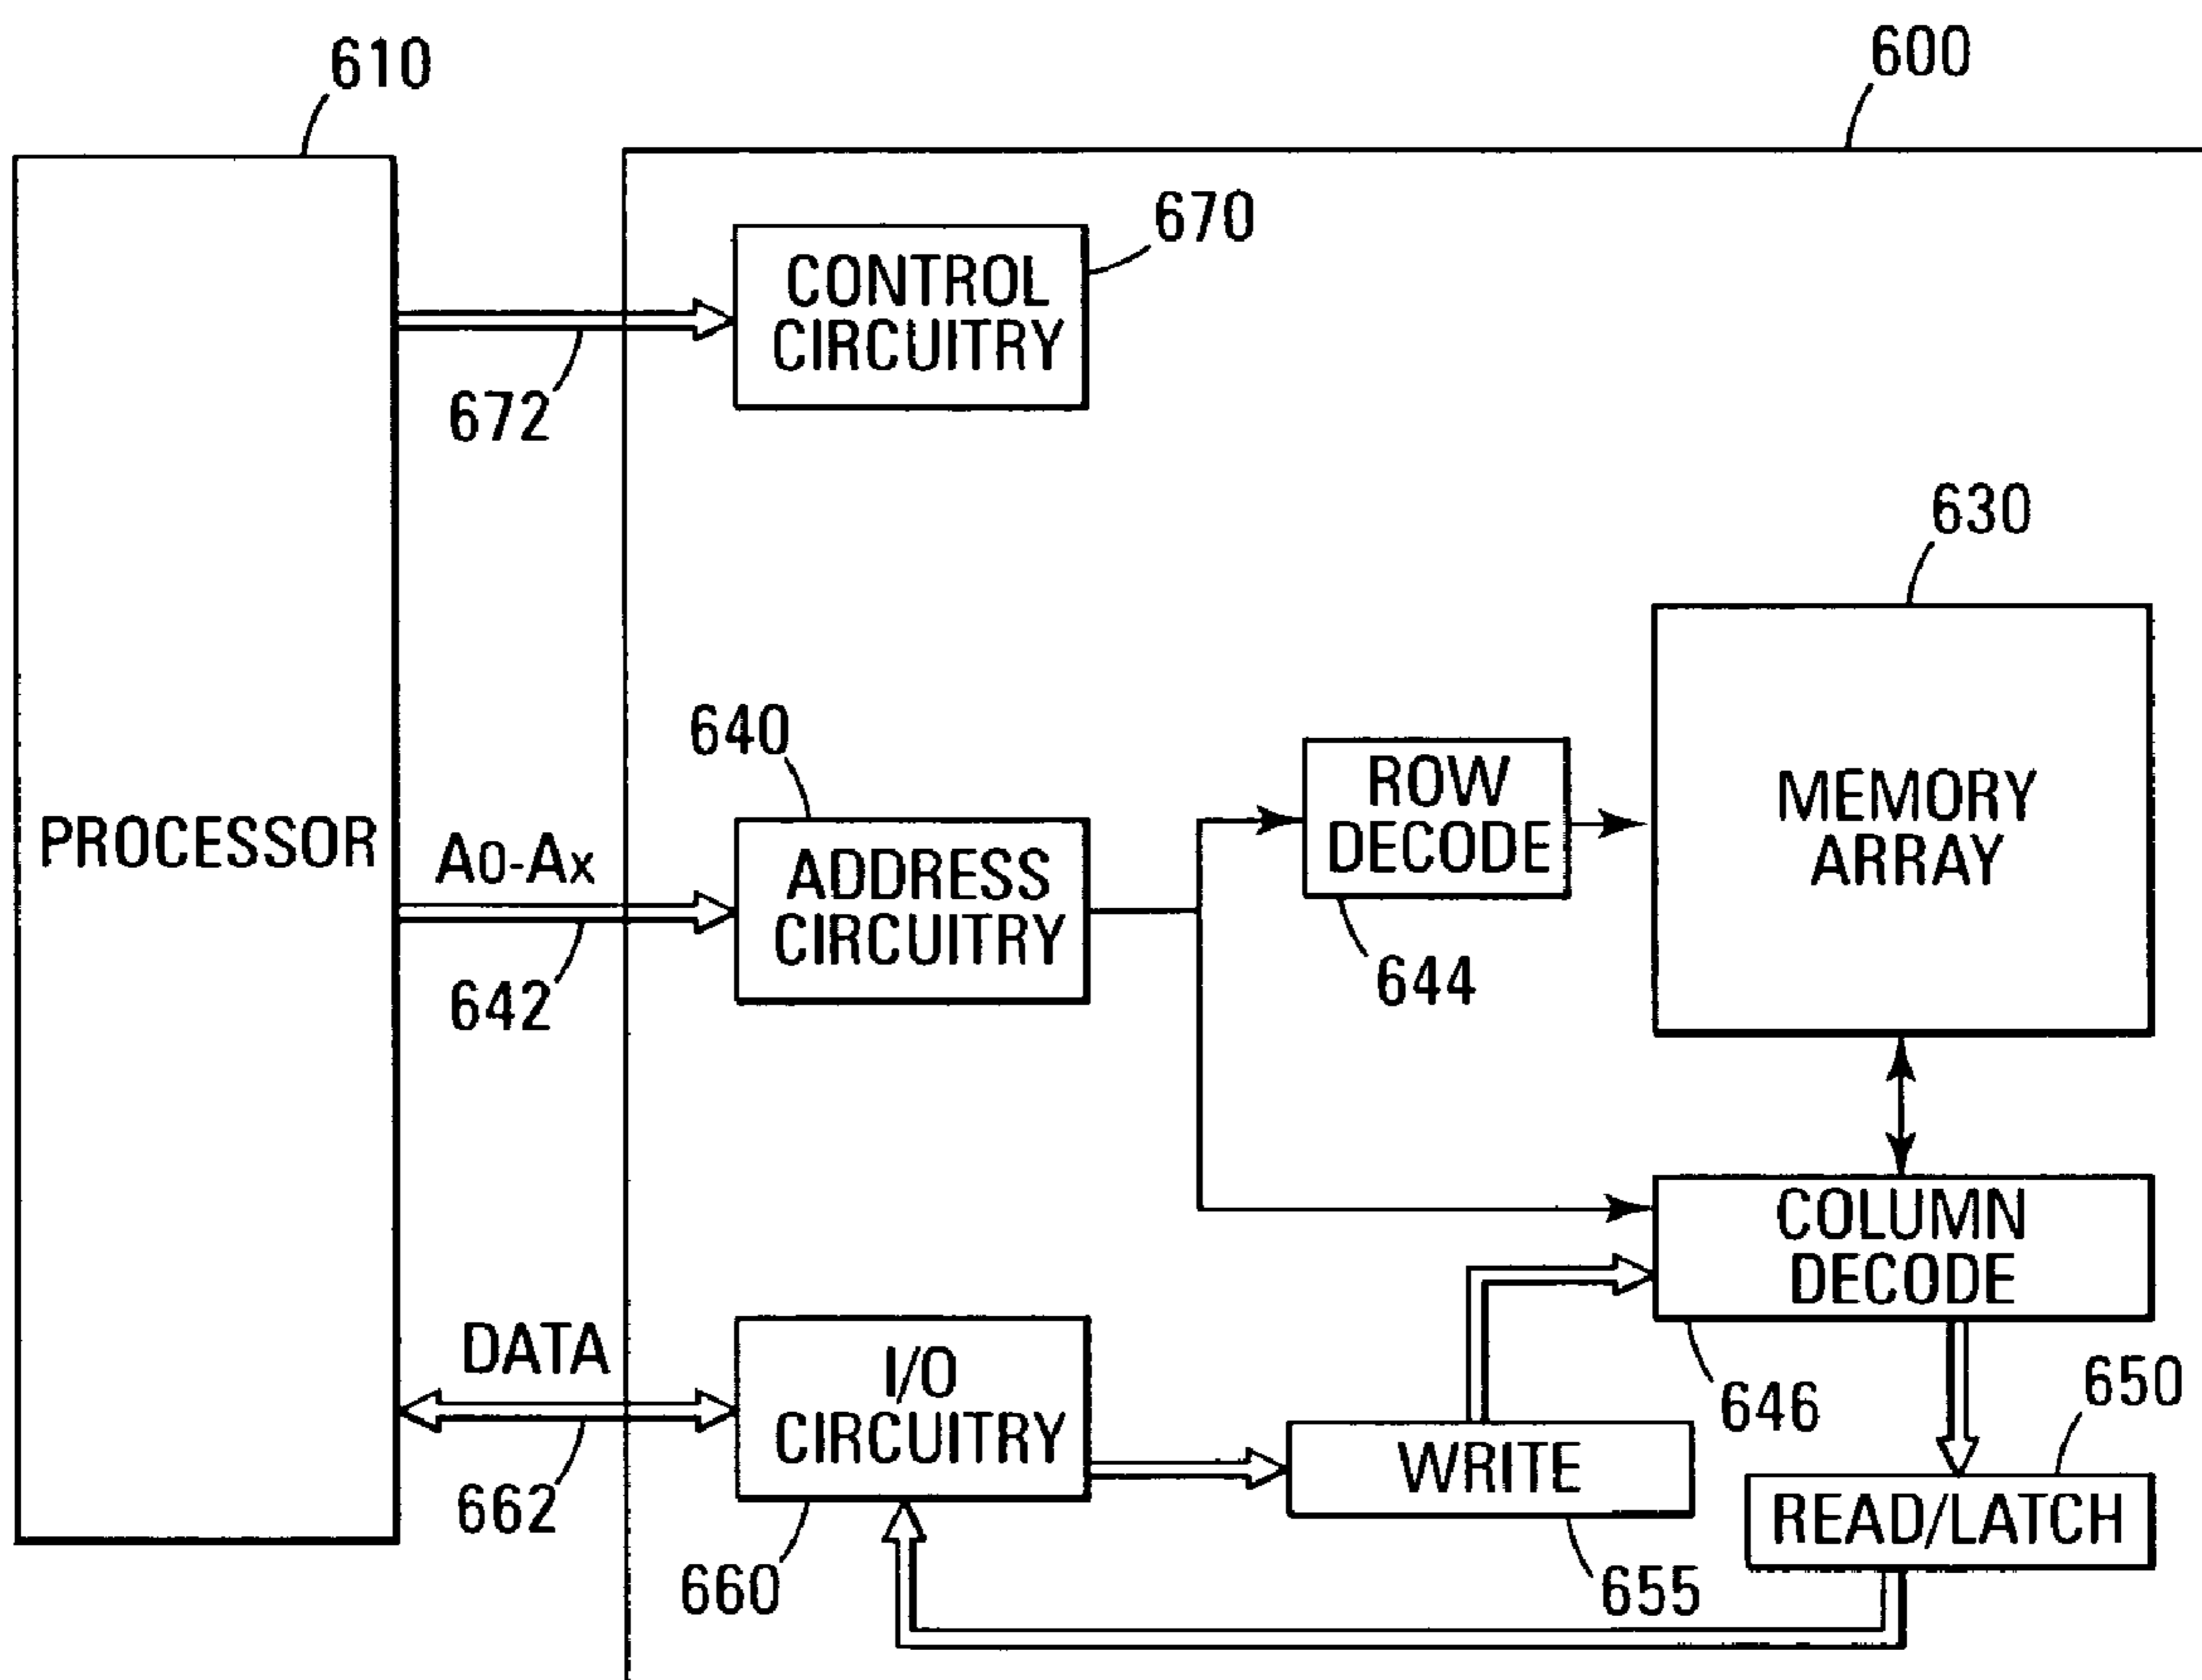 610
600
670
CONTROL
CIRCUITRY
672
630
640
ROW
DECODE
MEMORY
ARRAY
PROCESSOR
A0-Ax
ADDRESS
CIRCUITRY
644
642
COLUMN
DECODE
DATA
I/O
CIRCUITRY
646
650
WRITE
READ/LATCH
662
660
655